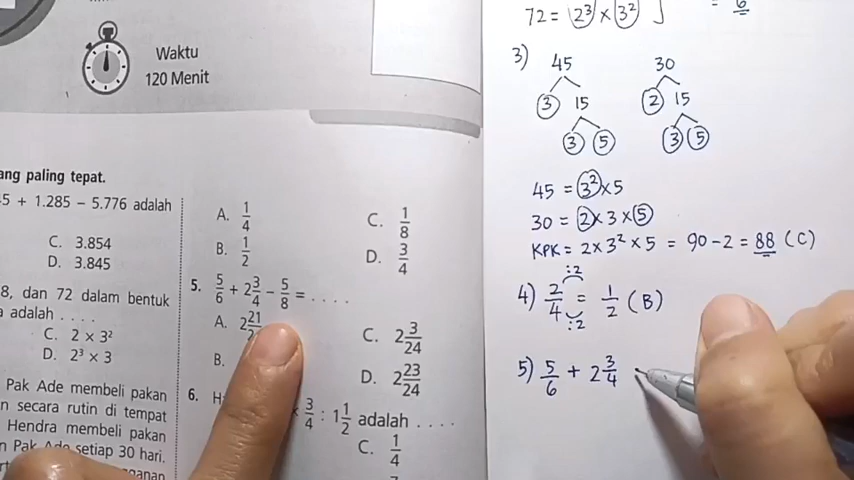 Waktu
120 Menit
ang paling tepat.
5 + 1.285 – 5.776 adalah
C. 3.854
D. 3.845
8, dan 72 dalam bentuk
a adalah . . . .
C. 2 × 3²
D. 2³ × 3
Pak Ade membeli pakan
n secara rutin di tempat
Hendra membeli pakan
setiap 30 hari.
A. 1/4
B. 1/2
C. 1/8
D. 3/4
5. 5/6 + 2 3/4 – 5/8 = . . . .
A.
B.
C. 2 3/24
D. 2 23/24
6.
3/4 : 1 1/2 adalah . . . .
C. 1/4
72 = 2³ × 3²
= 6
3) 45 30
3 15 2 15
3 5 3 5
45 = 3² × 5
30 = 2 × 3 × 5
KPK = 2 × 3² × 5 = 90 – 2 = 88 (C)
:2
4) 2/4 = 1/2 (B)
:2
5) 5/6 + 2 3/4